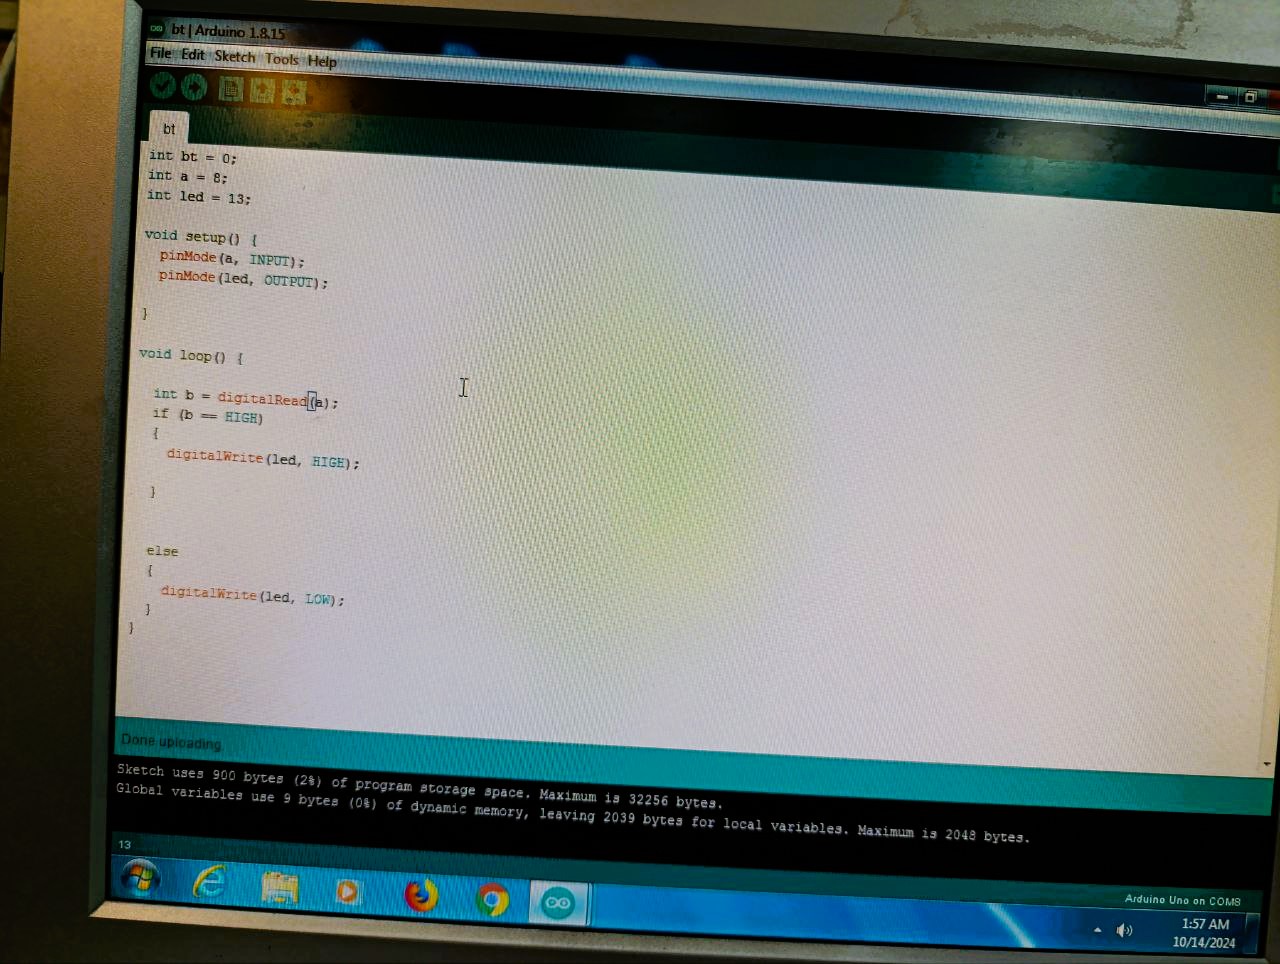 bt | Arduino 1.8.15
File Edit Sketch Tools Help
bt
int bt = 0;
int a = 8;
int led = 13;
void setup() {
pinMode(a, INPUT);
pinMode(led, OUTPUT);
}
void loop() {
int b = digitalRead(a);
if (b == HIGH)
{
digitalWrite(led, HIGH);
}
else
{
digitalWrite(led, LOW);
}
}
Done uploading.
Sketch uses 900 bytes (2%) of program storage space. Maximum is 32256 bytes.
Global variables use 9 bytes (0%) of dynamic memory, leaving 2039 bytes for local variables. Maximum is 2048 bytes.
13
Arduino Uno on COM8
1:57 AM
10/14/2024